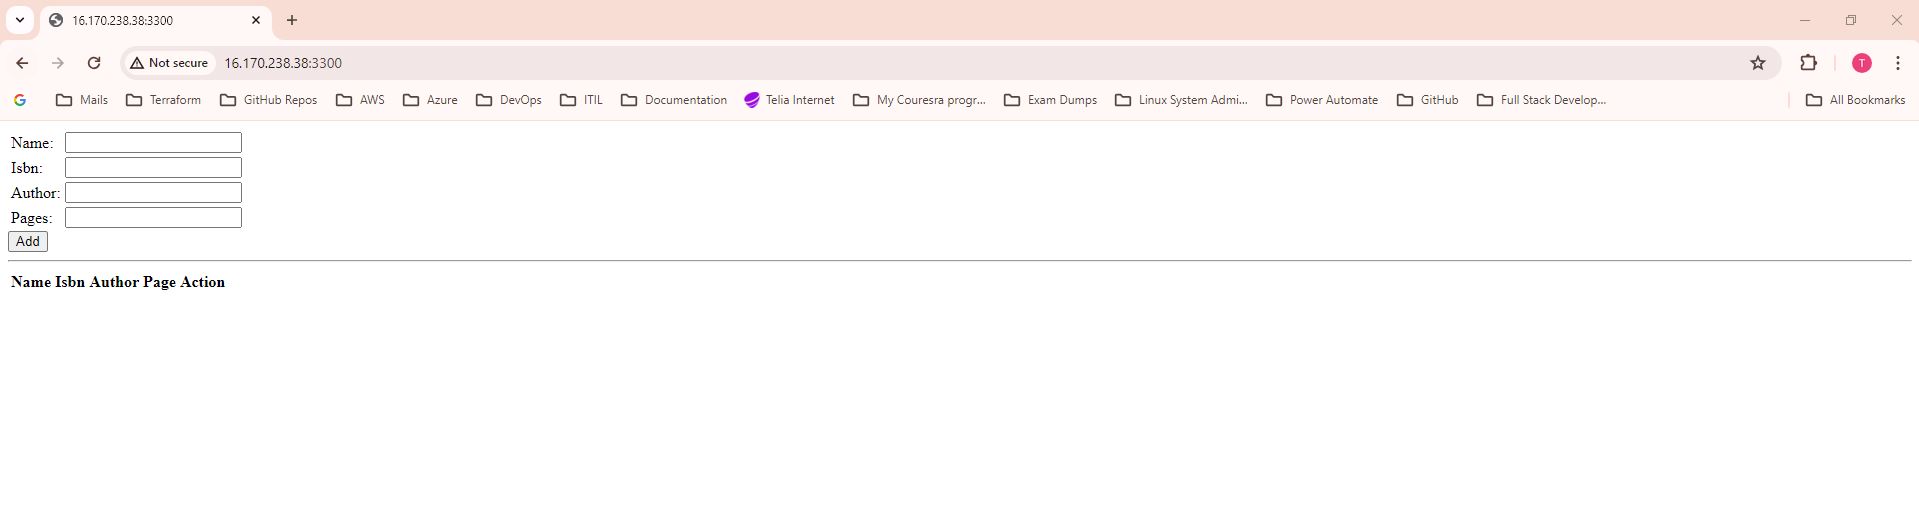 16.170.238.38:3300
Not secure 16.170.238.38:3300 T
G Mails Terraform GitHub Repos AWS Azure DevOps ITIL Documentation Telia Internet My Couresra progr... Exam Dumps Linux System Admi... Power Automate GitHub Full Stack Develop... All Bookmarks
Name:
Isbn:
Author:
Pages:
Add
Name Isbn Author Page Action